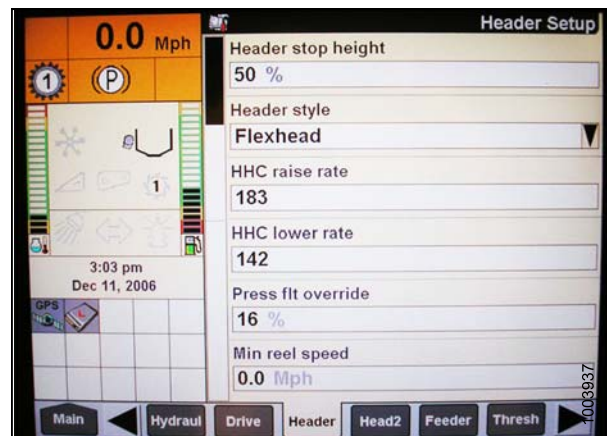 0.0 Mph
1
(P)
1
3:03 pm
Dec 11, 2006
GPS
Header Setup
Header stop height
50 %
Header style
Flexhead
HHC raise rate
183
HHC lower rate
142
Press flt override
16 %
Min reel speed
0.0 Mph
Main
Hydraul
Drive
Header
Head2
Feeder
Thresh
1003937